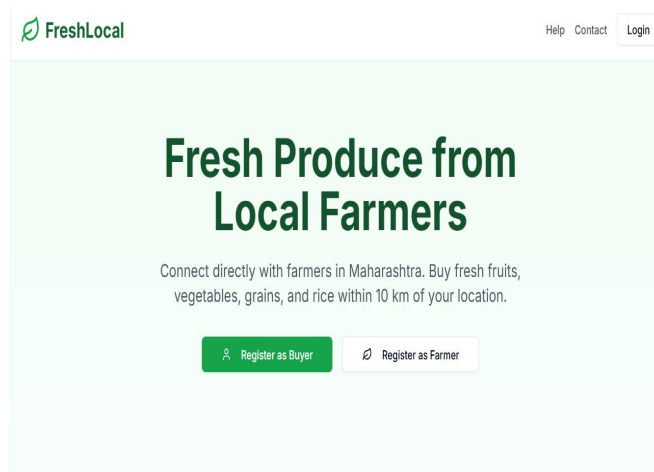 FreshLocal
Help Contact Login
Fresh Produce from
Local Farmers
Connect directly with farmers in Maharashtra. Buy fresh fruits,
vegetables, grains, and rice within 10 km of your location.
Register as Buyer
Register as Farmer